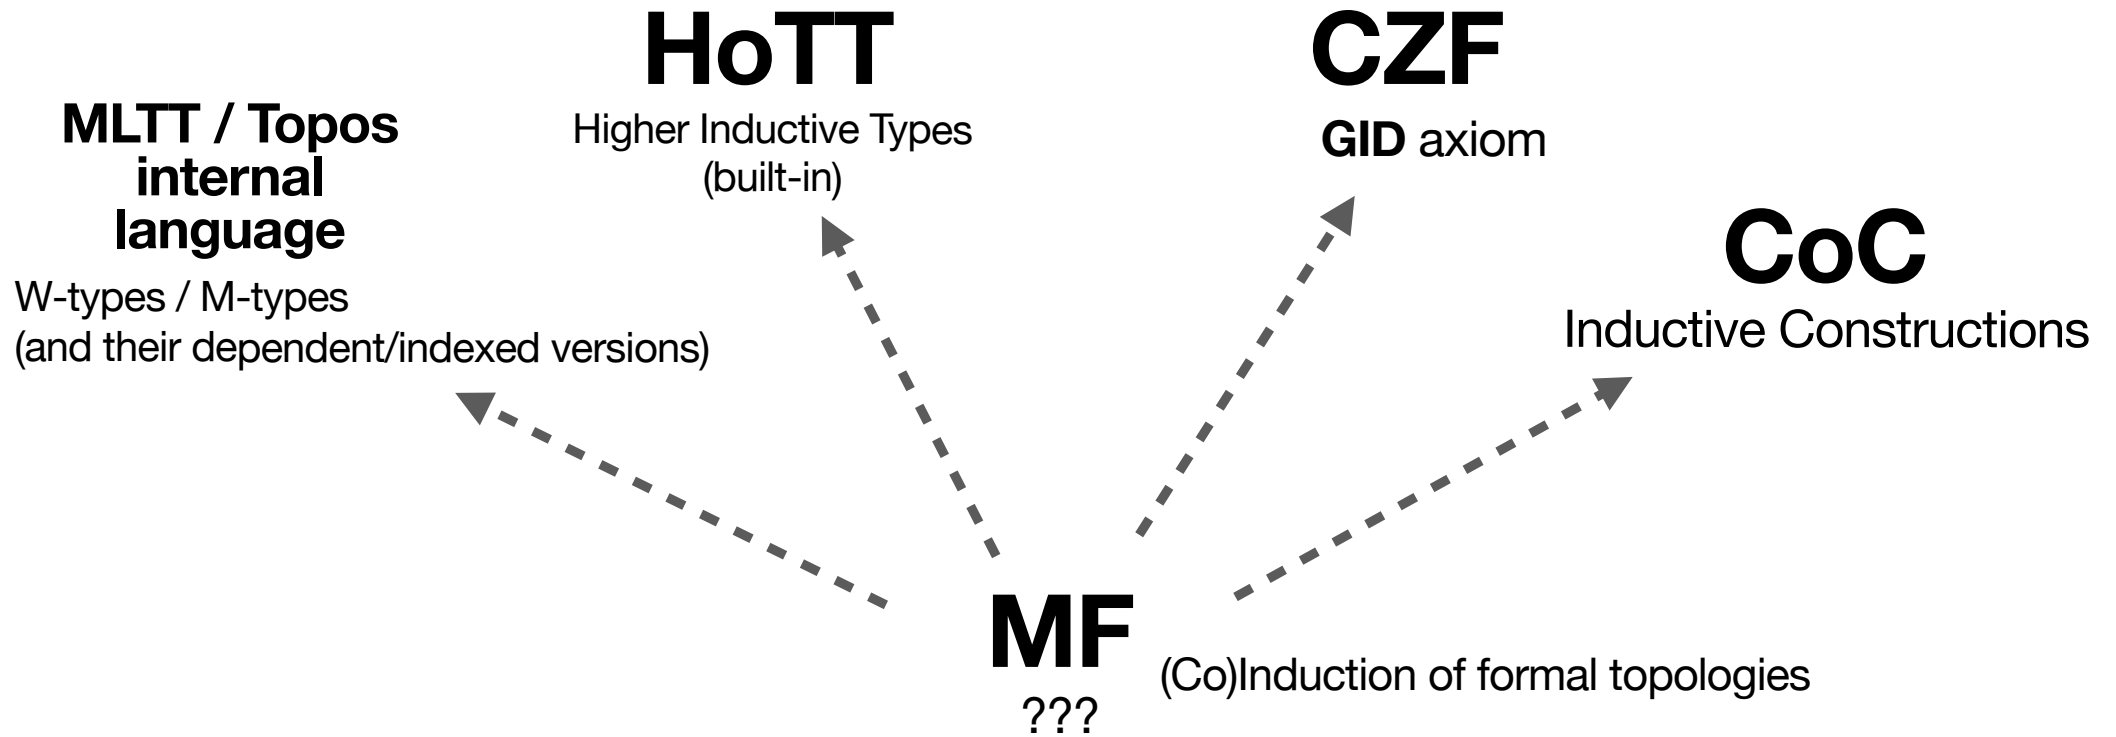 HoTT
Higher Inductive Types
(built-in)
CZF
GID axiom
MLTT / Topos
internal
language
W-types / M-types
(and their dependent/indexed versions)
CoC
Inductive Constructions
MF
(Co)Induction of formal topologies
???